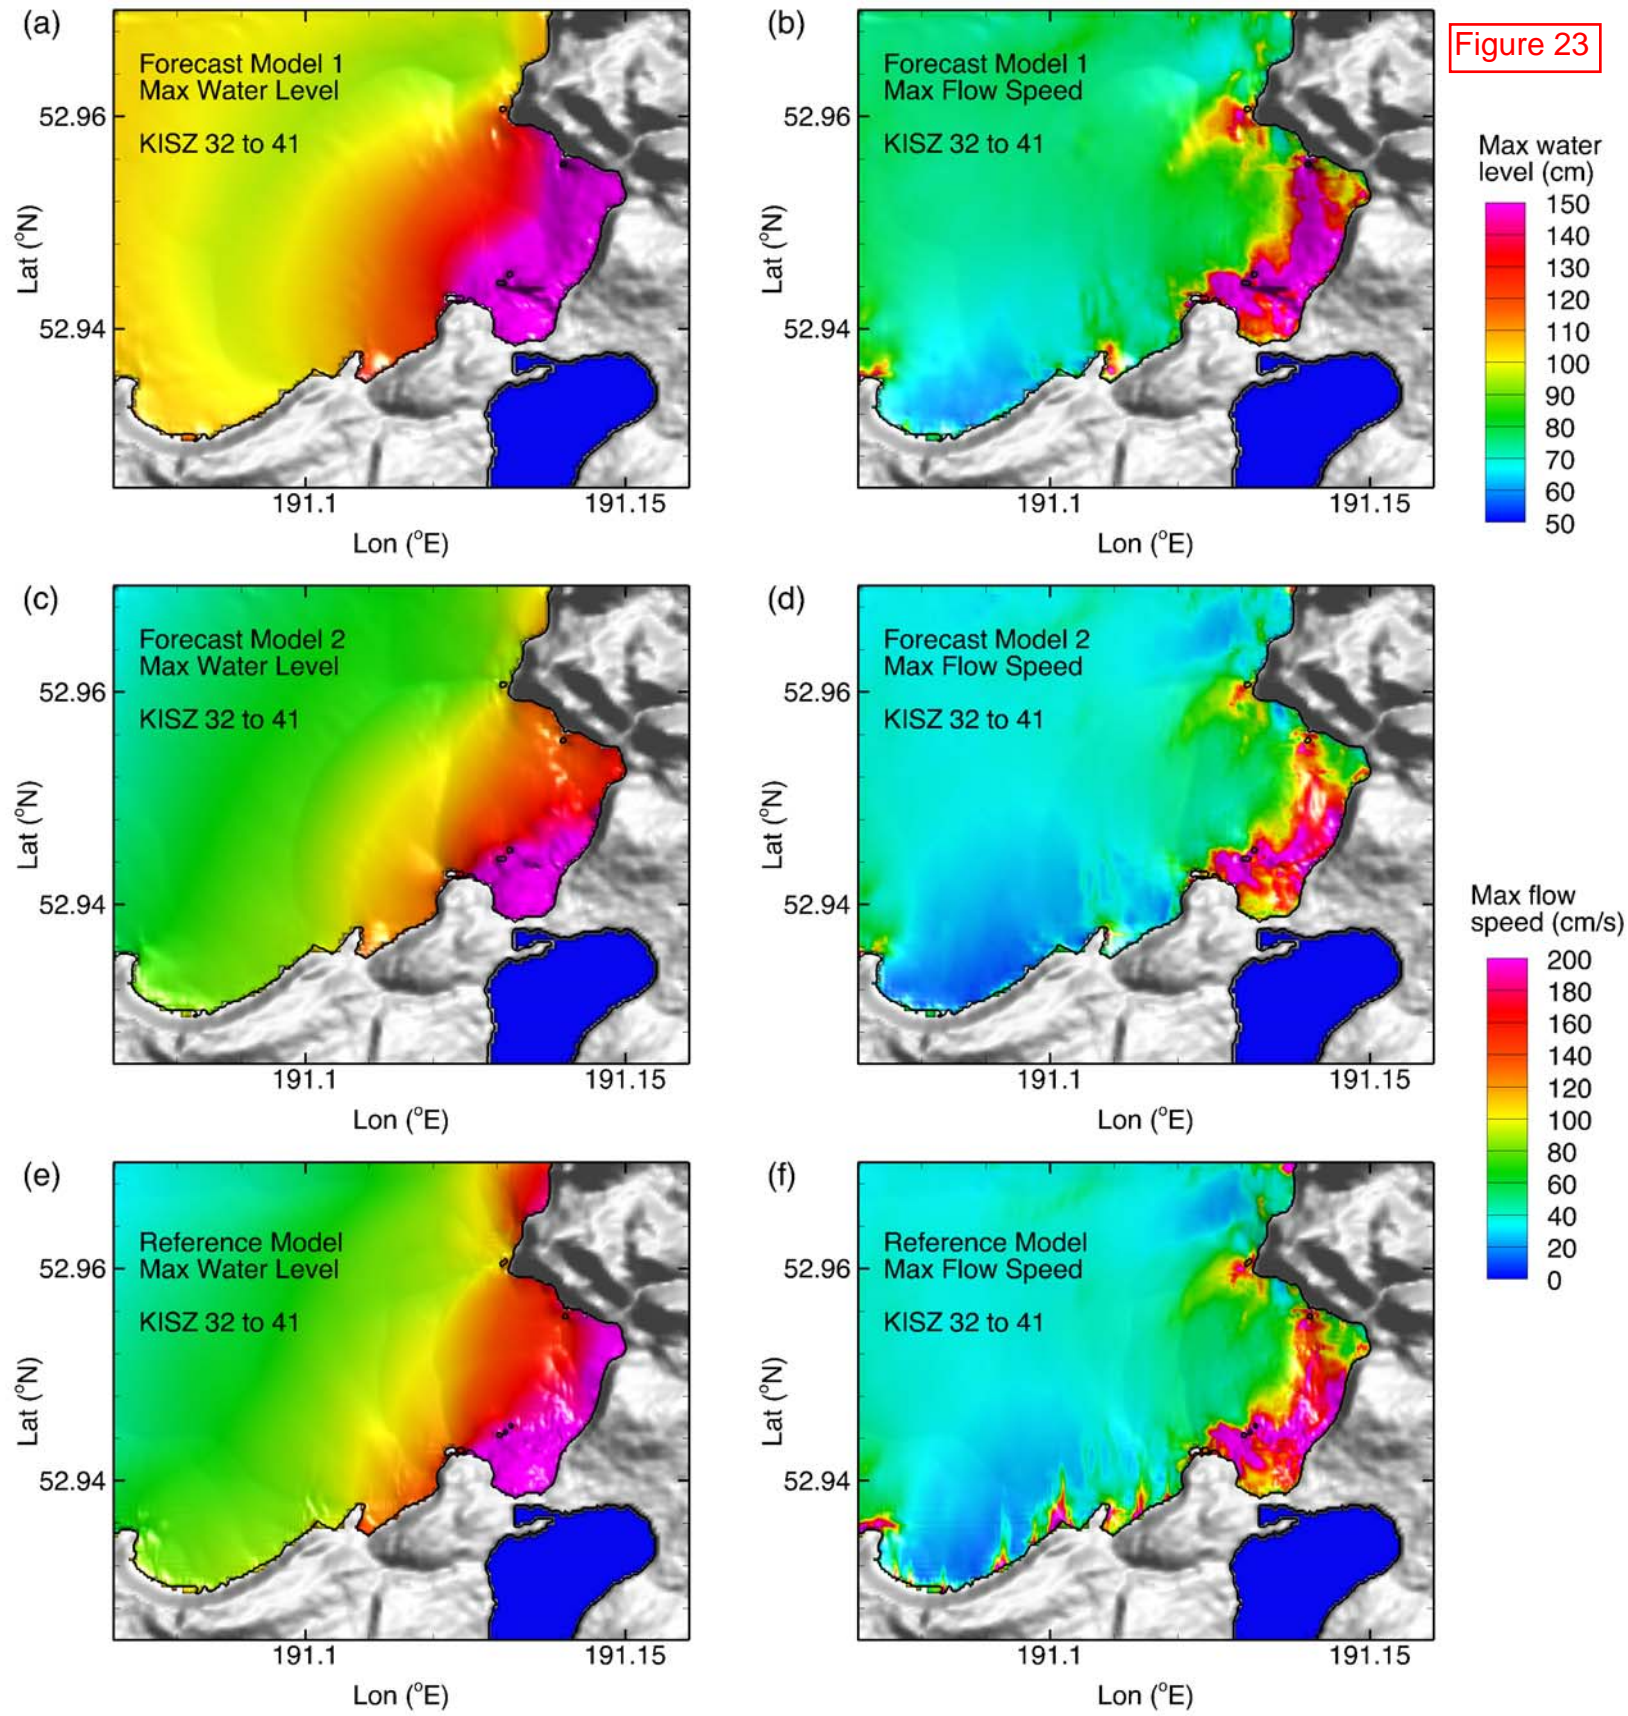 (a)
Forecast Model 1
Max Water Level
KISZ 32 to 41
52.96
52.94
Lat (°N)
191.1
191.15
Lon (°E)
(b)
Forecast Model 1
Max Flow Speed
KISZ 32 to 41
52.96
52.94
Lat (°N)
191.1
191.15
Lon (°E)
Figure 23
Max water
level (cm)
150
140
130
120
110
100
90
80
70
60
50
(c)
Forecast Model 2
Max Water Level
KISZ 32 to 41
52.96
52.94
Lat (°N)
191.1
191.15
Lon (°E)
(d)
Forecast Model 2
Max Flow Speed
KISZ 32 to 41
52.96
52.94
Lat (°N)
191.1
191.15
Lon (°E)
Max flow
speed (cm/s)
200
180
160
140
120
100
80
60
40
20
0
(e)
Reference Model
Max Water Level
KISZ 32 to 41
52.96
52.94
Lat (°N)
191.1
191.15
Lon (°E)
(f)
Reference Model
Max Flow Speed
KISZ 32 to 41
52.96
52.94
Lat (°N)
191.1
191.15
Lon (°E)